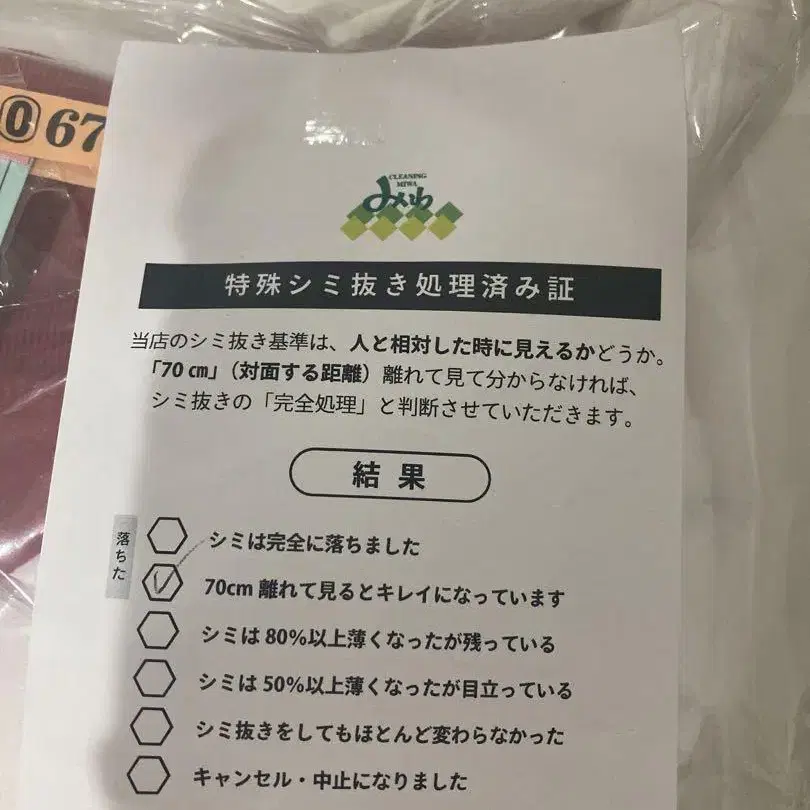 ⓪67
CLEANING
MIWA
みわ
特殊シミ抜き処理済み証
当店のシミ抜き基準は、人と相対した時に見えるかどうか。
「70㎝」(対面する距離)離れて見て分からなければ、
シミ抜きの「完全処理」と判断させていただきます。
結果
落ちた
シミは完全に落ちました
70cm 離れて見るとキレイになっています
シミは 80%以上薄くなったが残っている
シミは 50%以上薄くなったが目立っている
シミ抜きをしてもほとんど変わらなかった
キャンセル・中止になりました